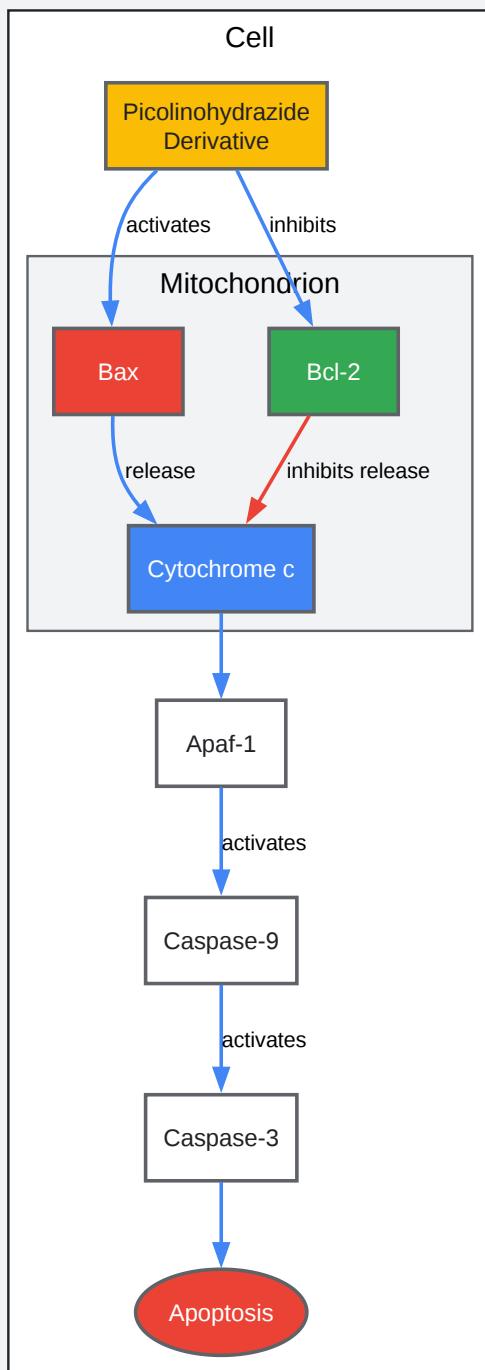 Cell
Picolinohydrazide
Derivative
activates
inhibits
Mitochondrion
Bax
Bcl-2
release
inhibits release
Cytochrome c
Apaf-1
activates
Caspase-9
activates
Caspase-3
Apoptosis